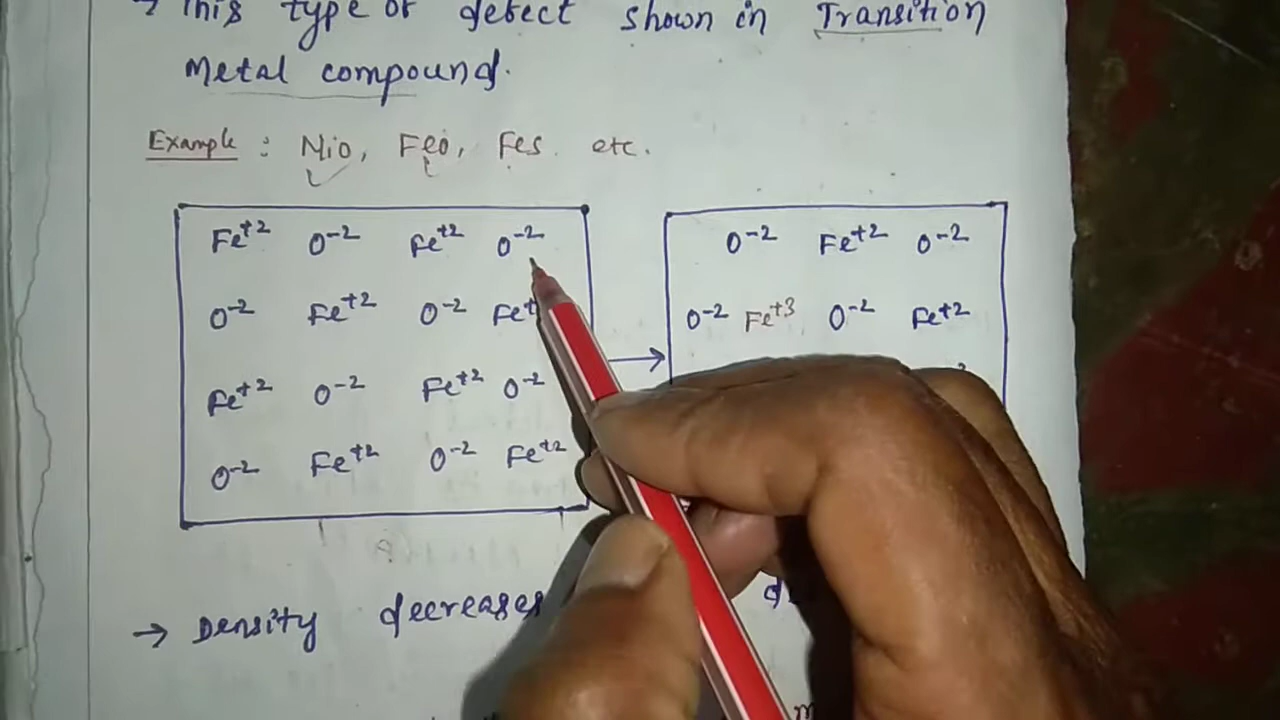 → This type of defect shown in Transition
Metal compound.
Example : Nio, Feo, Fes. etc.
Fe+2 O-2 Fe+2 O-2
O-2 Fe+2 O-2
Fe+2 O-2 Fe+2 O-2
O-2 Fe+2 O-2 Fe+2
→
O-2 Fe+2 O-2
O-2 Fe+3 O-2 Fe+2
→ Density decreases